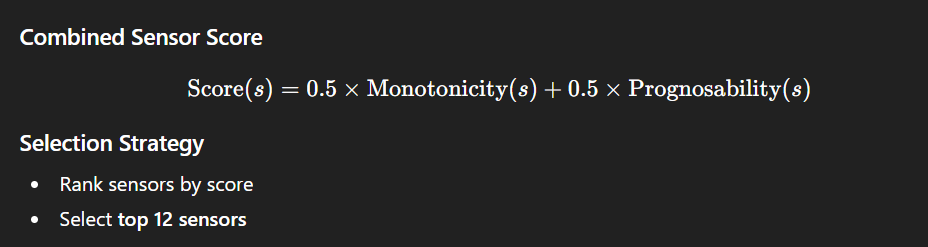 Combined Sensor Score
Score(s) = 0.5 × Monotonicity(s) + 0.5 × Prognosability(s)
Selection Strategy
• Rank sensors by score
• Select top 12 sensors